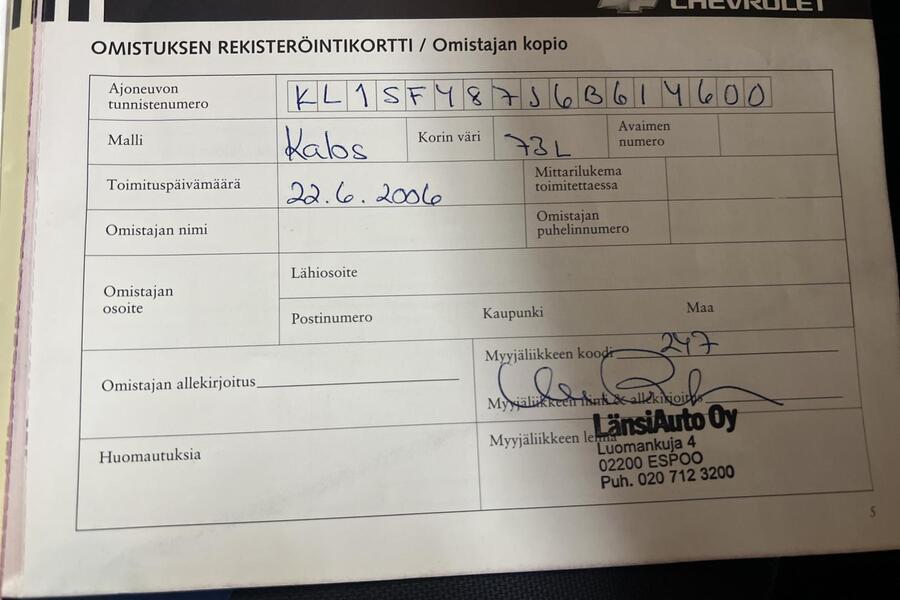 CHEVROLET
OMISTUKSEN REKISTERÖINTIKORTTI / Omistajan kopio
Ajoneuvon tunnistenumero KL1SF487J6B614600
Malli Kalos Korin väri 73L Avaimen numero
Toimituspäivämäärä 22.6.2006 Mittarilukema toimitettaessa
Omistajan nimi Omistajan puhelinnumero
Omistajan osoite Lähiosoite
Postinumero Kaupunki Maa
Omistajan allekirjoitus Myyjäliikkeen koodi 247
Myyjäliikkeen nimi & allekirjoitus
Huomautuksia Myyjäliikkeen leima
LänsiAuto Oy
Luomankuja 4
02200 ESPOO
Puh. 020 712 3200
5